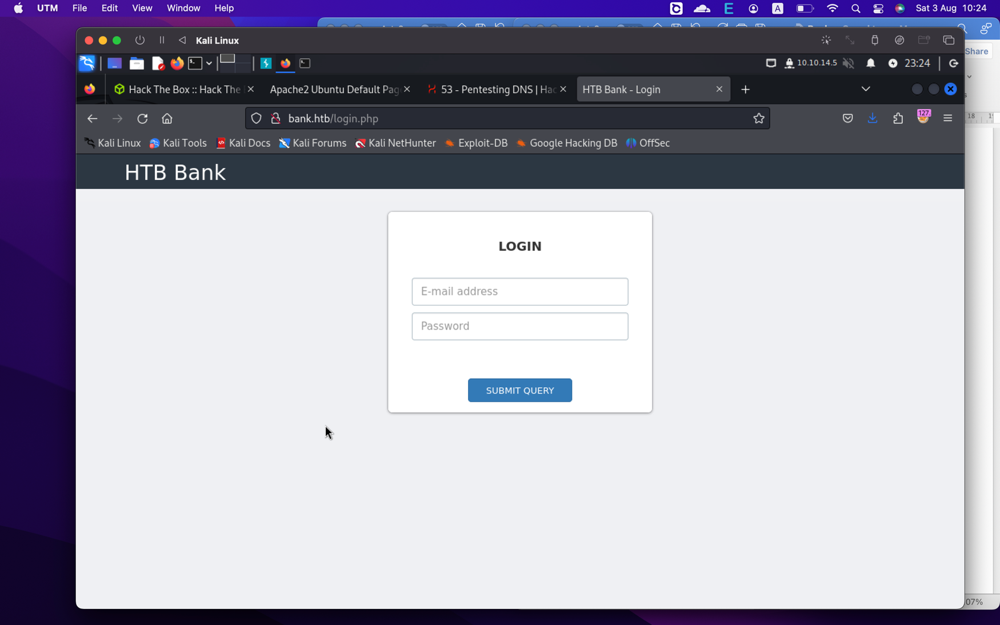 UTM File Edit View Window Help
A Sat 3 Aug 10:24
Kali Linux
Share
10.10.14.5 23:24
Hack The Box :: Hack The
Apache2 Ubuntu Default Pag
53 - Pentesting DNS | Hac
HTB Bank - Login
bank.htb/login.php
127.
18
Kali Linux Kali Tools Kali Docs Kali Forums Kali NetHunter Exploit-DB Google Hacking DB OffSec
HTB Bank
LOGIN
E-mail address
Password
SUBMIT QUERY
07%